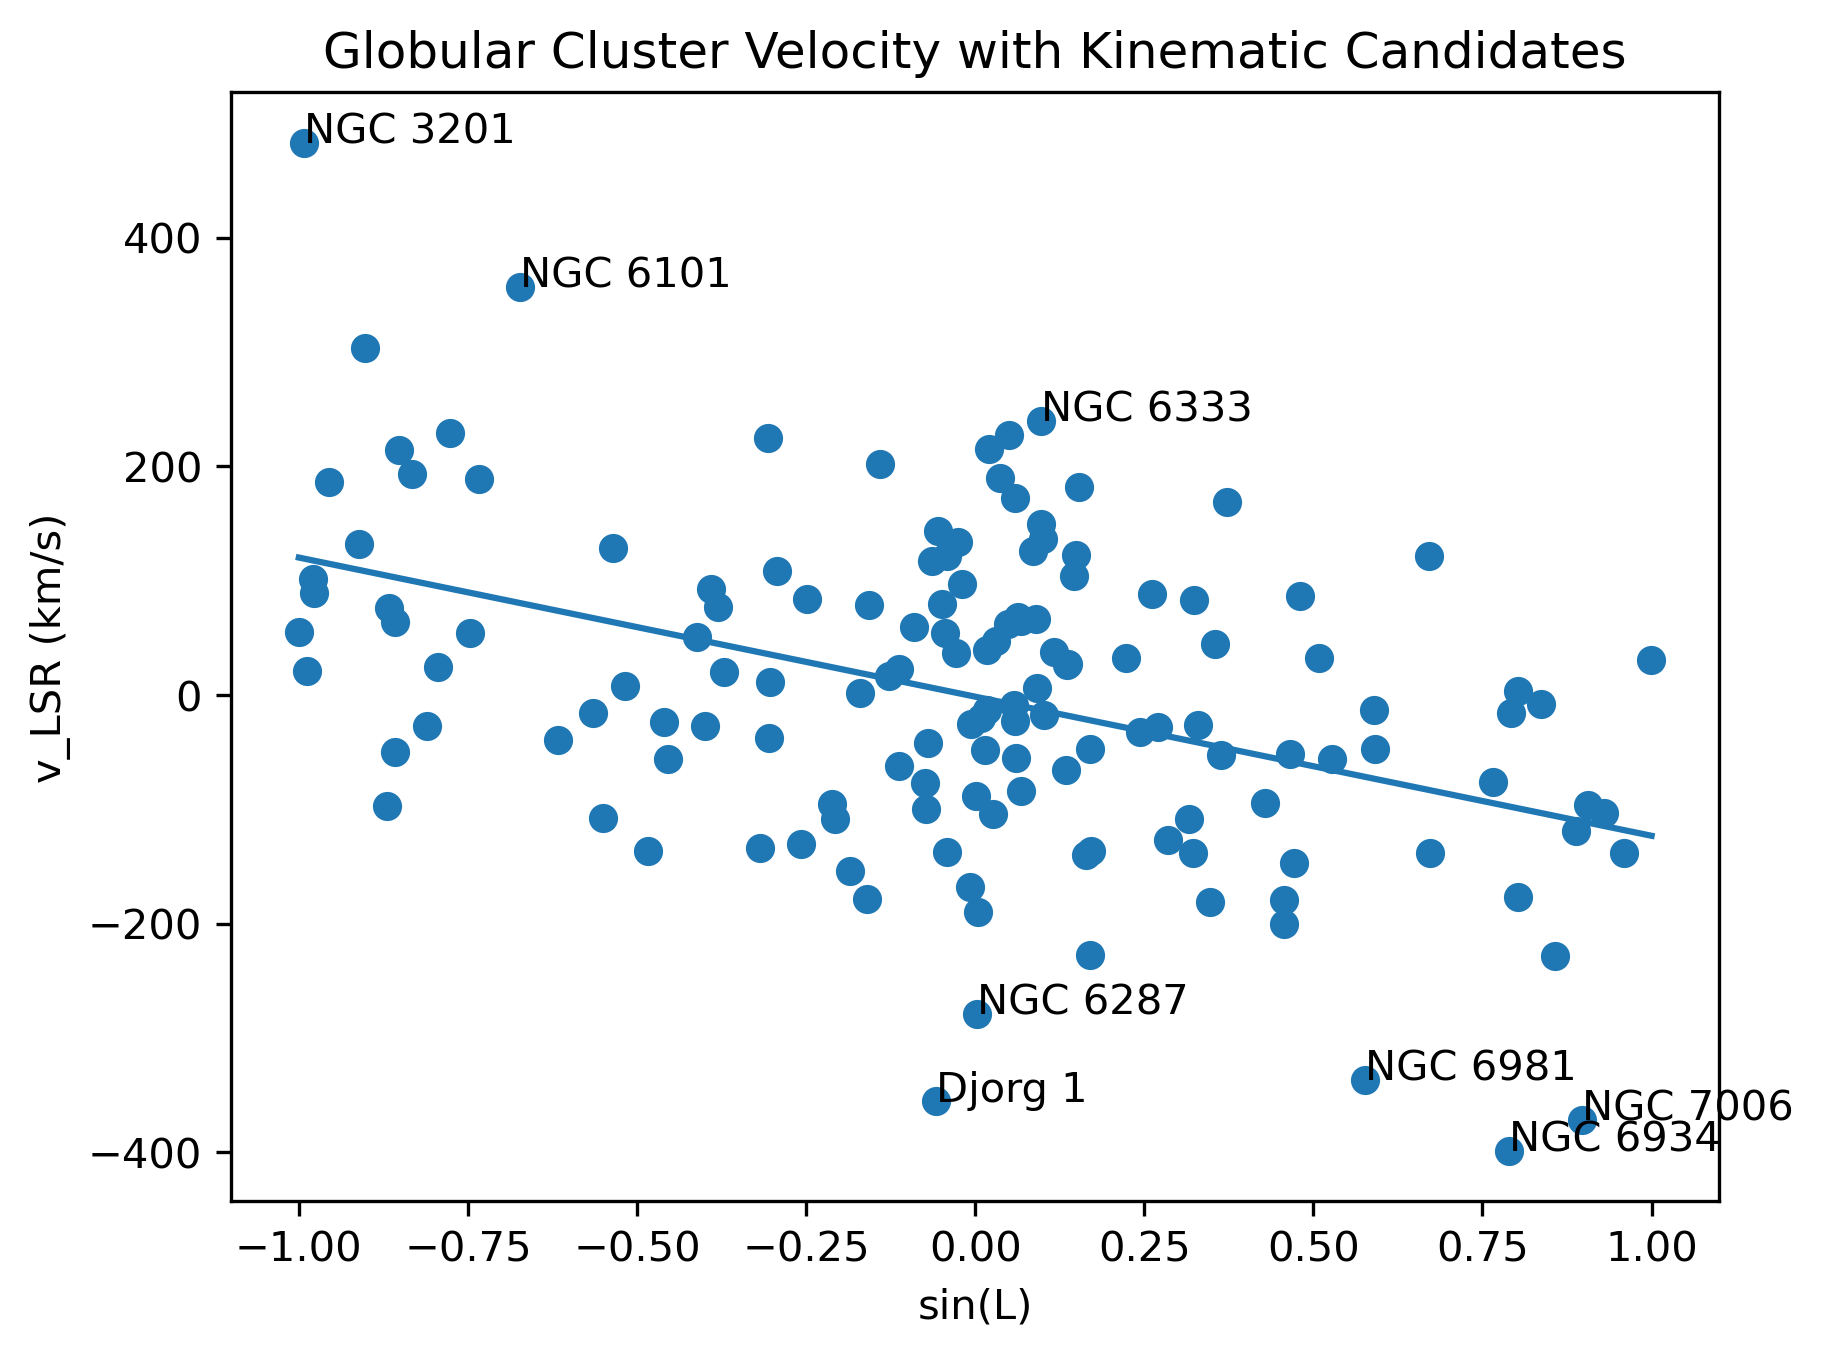 Globular Cluster Velocity with Kinematic Candidates
NGC 3201
400
NGC 6101
NGC 6333
200
v_LSR (km/s)
0
−200
NGC 6287
NGC 6981
Djorg 1
NGC 7006
NGC 6934
−400
−1.00 −0.75 −0.50 −0.25 0.00 0.25 0.50 0.75 1.00
sin(L)